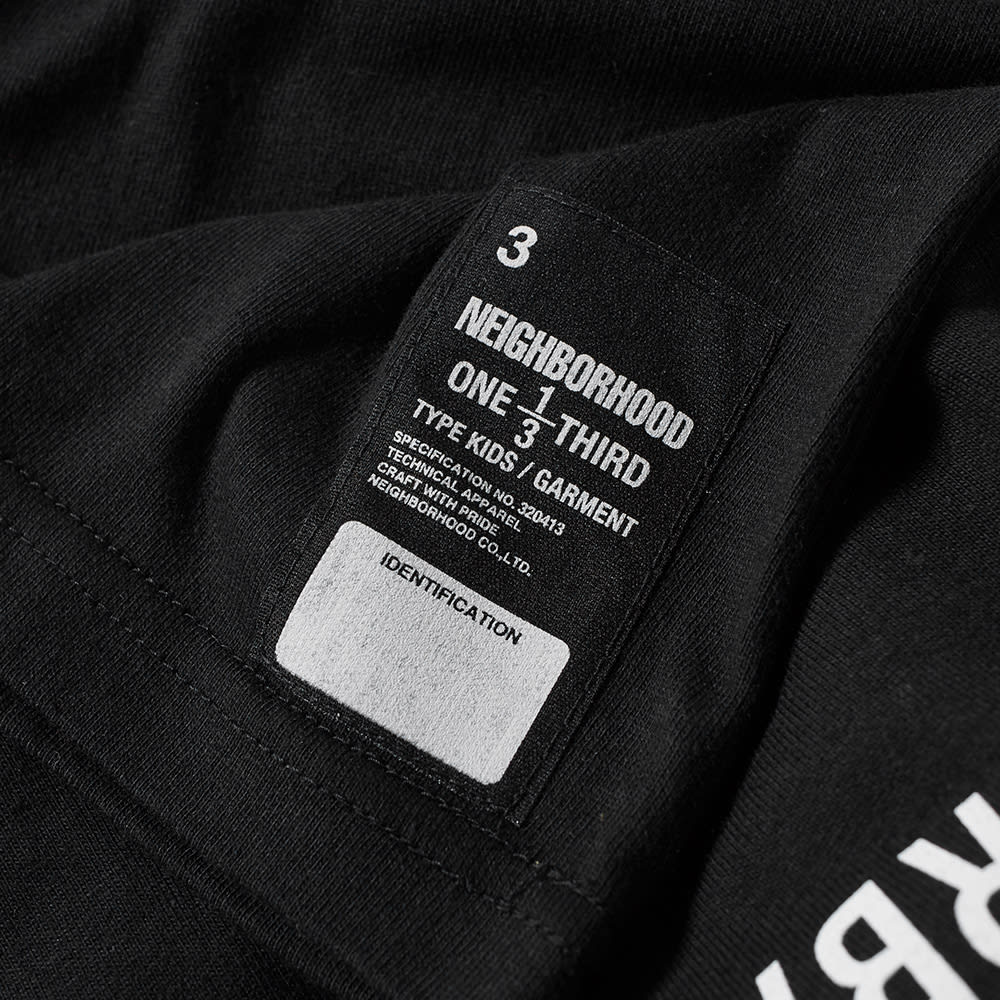 3
NEIGHBORHOOD
ONE 1/3 THIRD
TYPE KIDS / GARMENT
SPECIFICATION NO. 320413
TECHNICAL APPAREL
CRAFT WITH PRIDE
NEIGHBORHOOD CO.,LTD.
IDENTIFICATION